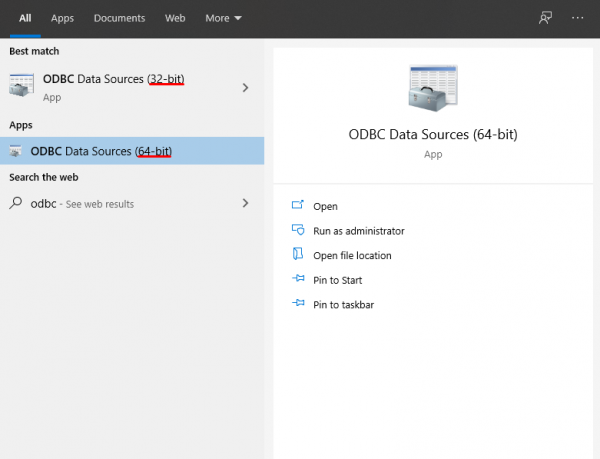 All Apps Documents Web More
Best match
ODBC Data Sources (32-bit)
App
Apps
ODBC Data Sources (64-bit)
Search the web
odbc - See web results
ODBC Data Sources (64-bit)
App
Open
Run as administrator
Open file location
Pin to Start
Pin to taskbar